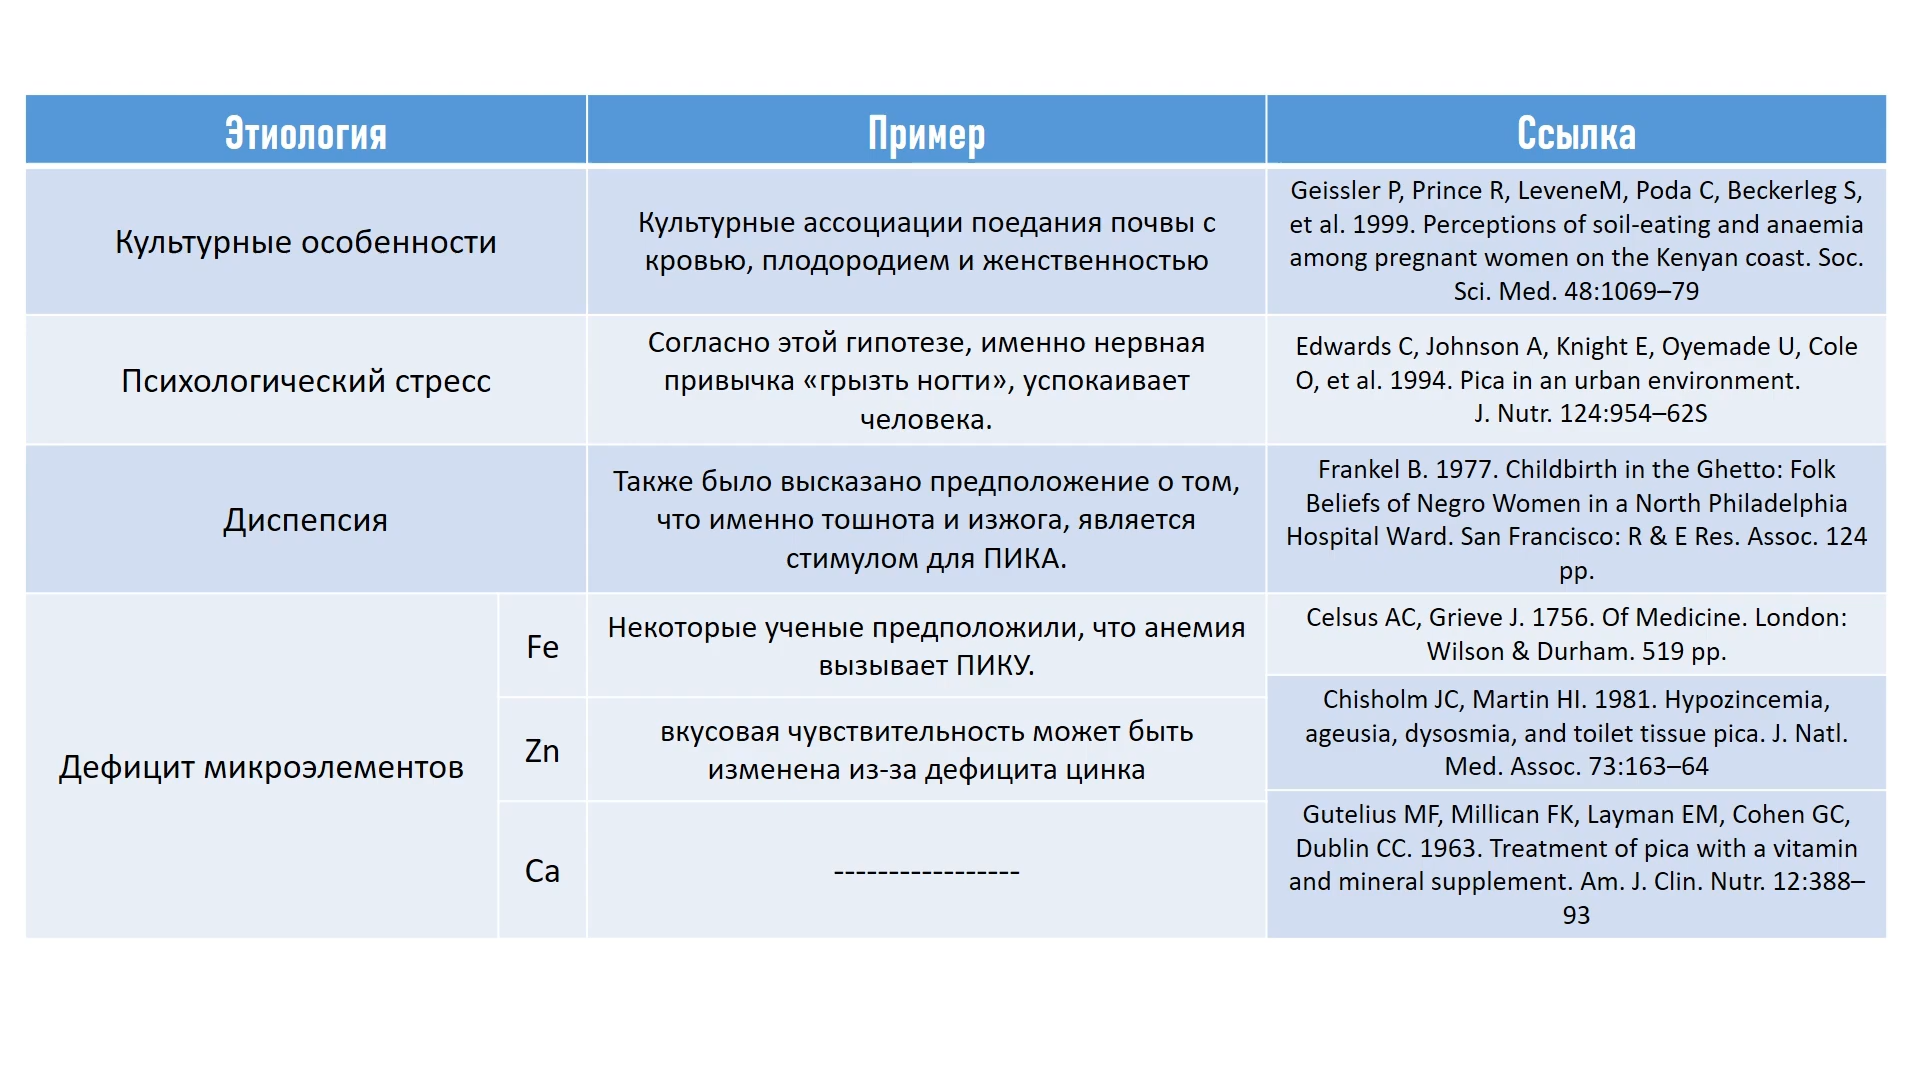 Этиология
Пример
Ссылка
Культурные особенности
Культурные ассоциации поедания почвы с
кровью, плодородием и женственностью
Geissler P, Prince R, LeveneM, Poda C, Beckerleg S,
et al. 1999. Perceptions of soil-eating and anaemia
among pregnant women on the Kenyan coast. Soc.
Sci. Med. 48:1069–79
Психологический стресс
Согласно этой гипотезе, именно нервная
привычка «грызть ногти», успокаивает
человека.
Edwards C, Johnson A, Knight E, Oyemade U, Cole
O, et al. 1994. Pica in an urban environment.
J. Nutr. 124:954–62S
Диспепсия
Также было высказано предположение о том,
что именно тошнота и изжога, является
стимулом для ПИКА.
Frankel B. 1977. Childbirth in the Ghetto: Folk
Beliefs of Negro Women in a North Philadelphia
Hospital Ward. San Francisco: R & E Res. Assoc. 124
pp.
Дефицит микроэлементов
Fe
Некоторые ученые предположили, что анемия
вызывает ПИКУ.
Celsus AC, Grieve J. 1756. Of Medicine. London:
Wilson & Durham. 519 pp.
Zn
вкусовая чувствительность может быть
изменена из-за дефицита цинка
Chisholm JC, Martin HI. 1981. Hypozincemia,
ageusia, dysosmia, and toilet tissue pica. J. Natl.
Med. Assoc. 73:163–64
Ca
-----------------
Gutelius MF, Millican FK, Layman EM, Cohen GC,
Dublin CC. 1963. Treatment of pica with a vitamin
and mineral supplement. Am. J. Clin. Nutr. 12:388–
93